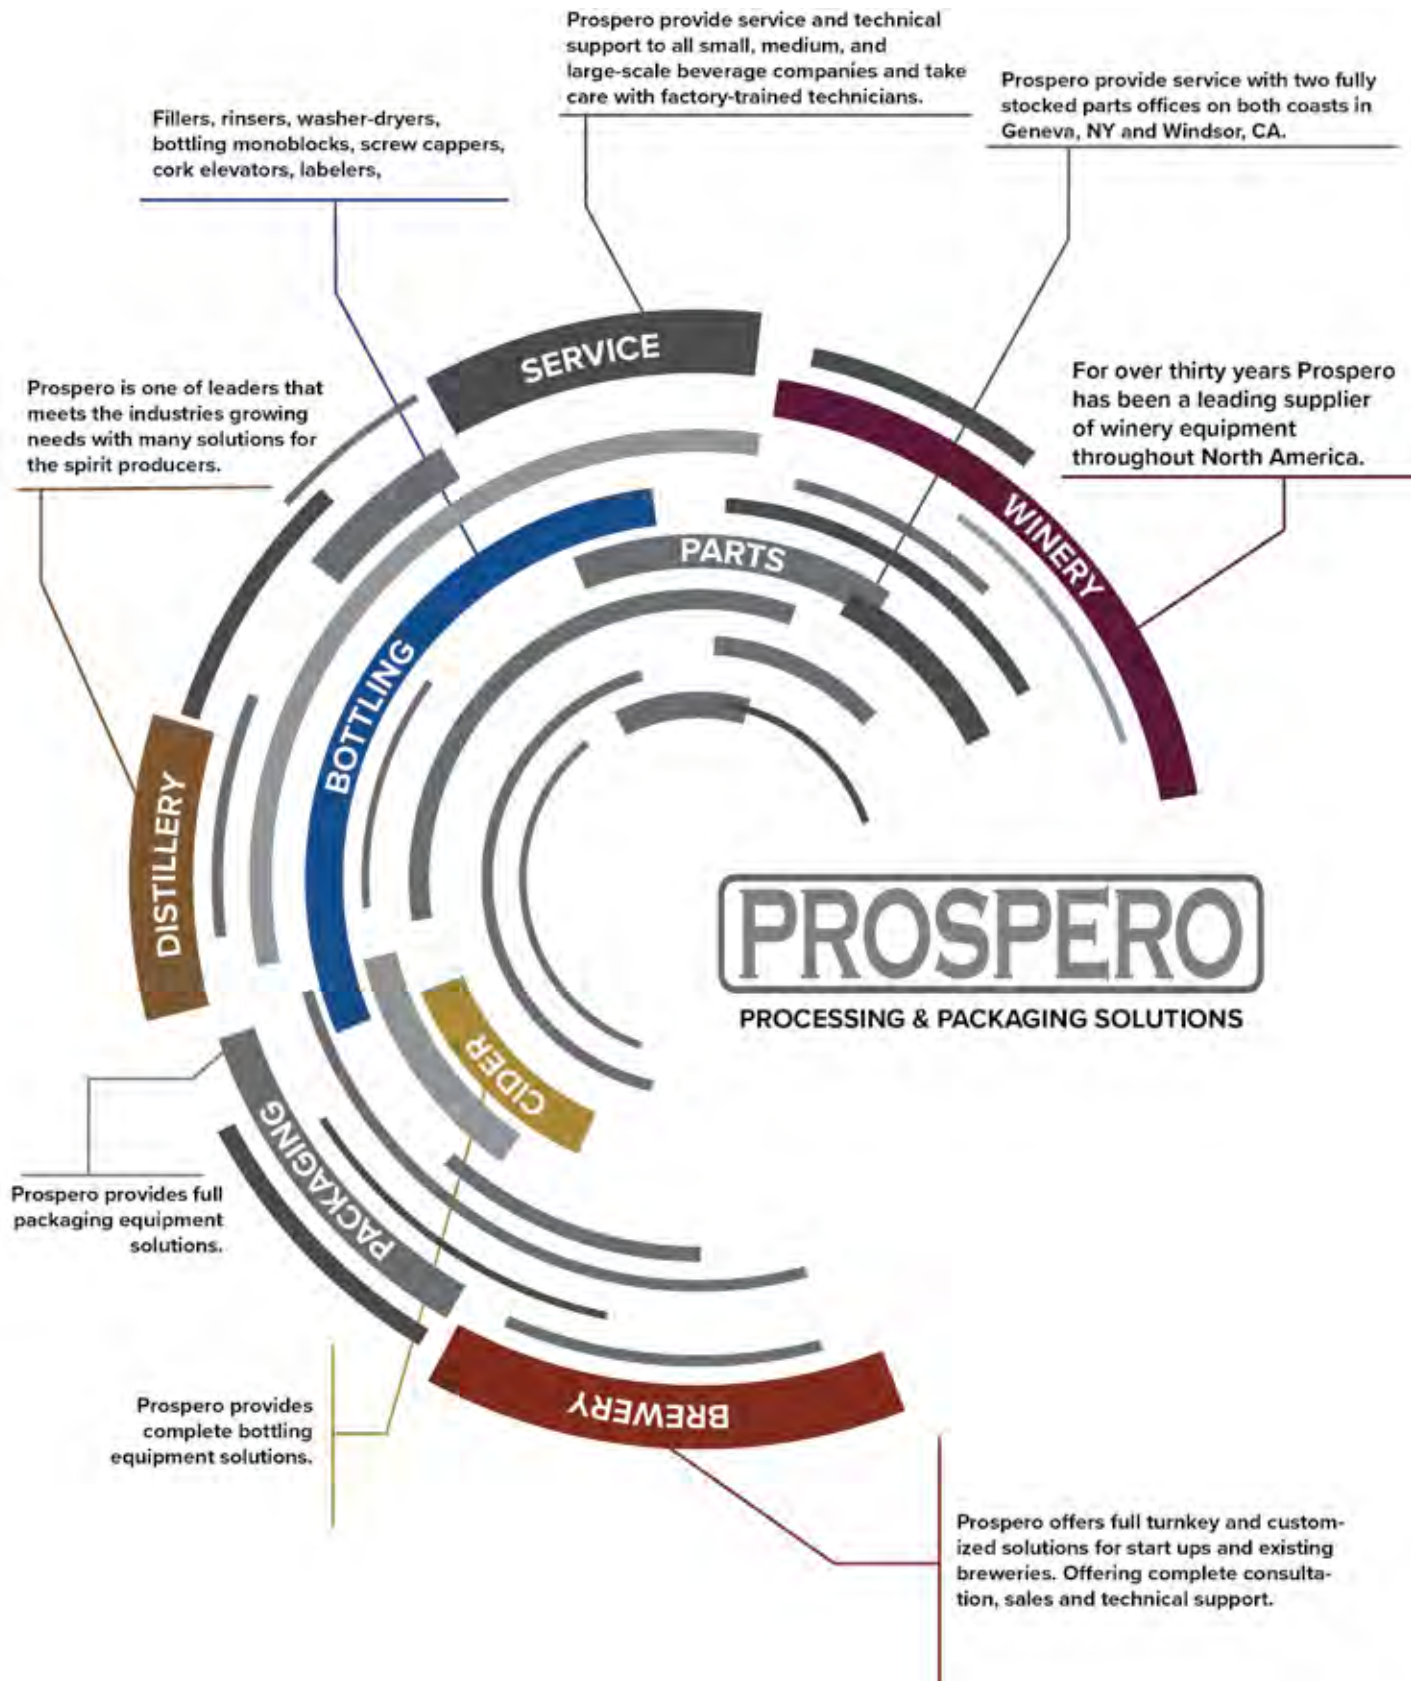 Prospero provide service and technical
support to all small, medium, and
large-scale beverage companies and take
care with factory-trained technicians.
Prospero provide service with two fully
stocked parts offices on both coasts in
Geneva, NY and Windsor, CA.
Fillers, rinsers, washer-dryers,
bottling monoblocks, screw cappers,
cork elevators, labelers,
SERVICE
For over thirty years Prospero
has been a leading supplier
of winery equipment
throughout North America.
Prospero is one of leaders that
meets the industries growing
needs with many solutions for
the spirit producers.
WINERY
PARTS
BOTTLING
DISTILLERY
PROSPERO
PROCESSING & PACKAGING SOLUTIONS
CIDER
PACKAGING
Prospero provides full
packaging equipment
solutions.
BREWERY
Prospero provides
complete bottling
equipment solutions.
Prospero offers full turnkey and custom-
ized solutions for start ups and existing
breweries. Offering complete consulta-
tion, sales and technical support.